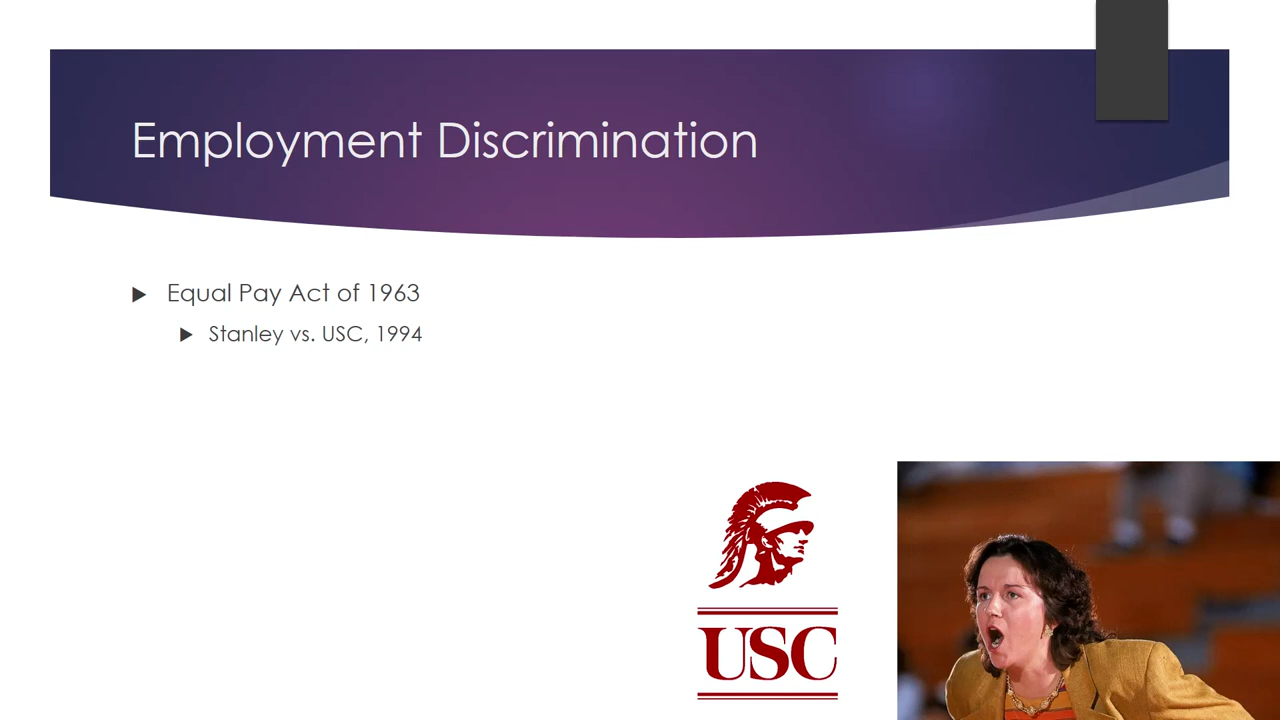 Employment Discrimination
Equal Pay Act of 1963
Stanley vs. USC, 1994
USC